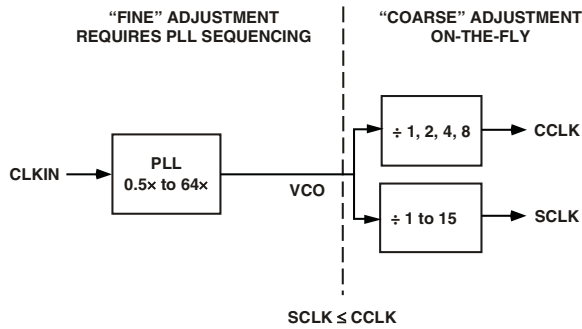 “FINE” ADJUSTMENT
REQUIRES PLL SEQUENCING
“COARSE” ADJUSTMENT
ON-THE-FLY
CLKIN
PLL
0.5× to 64×
VCO
÷ 1, 2, 4, 8
CCLK
÷ 1 to 15
SCLK
SCLK ≤ CCLK